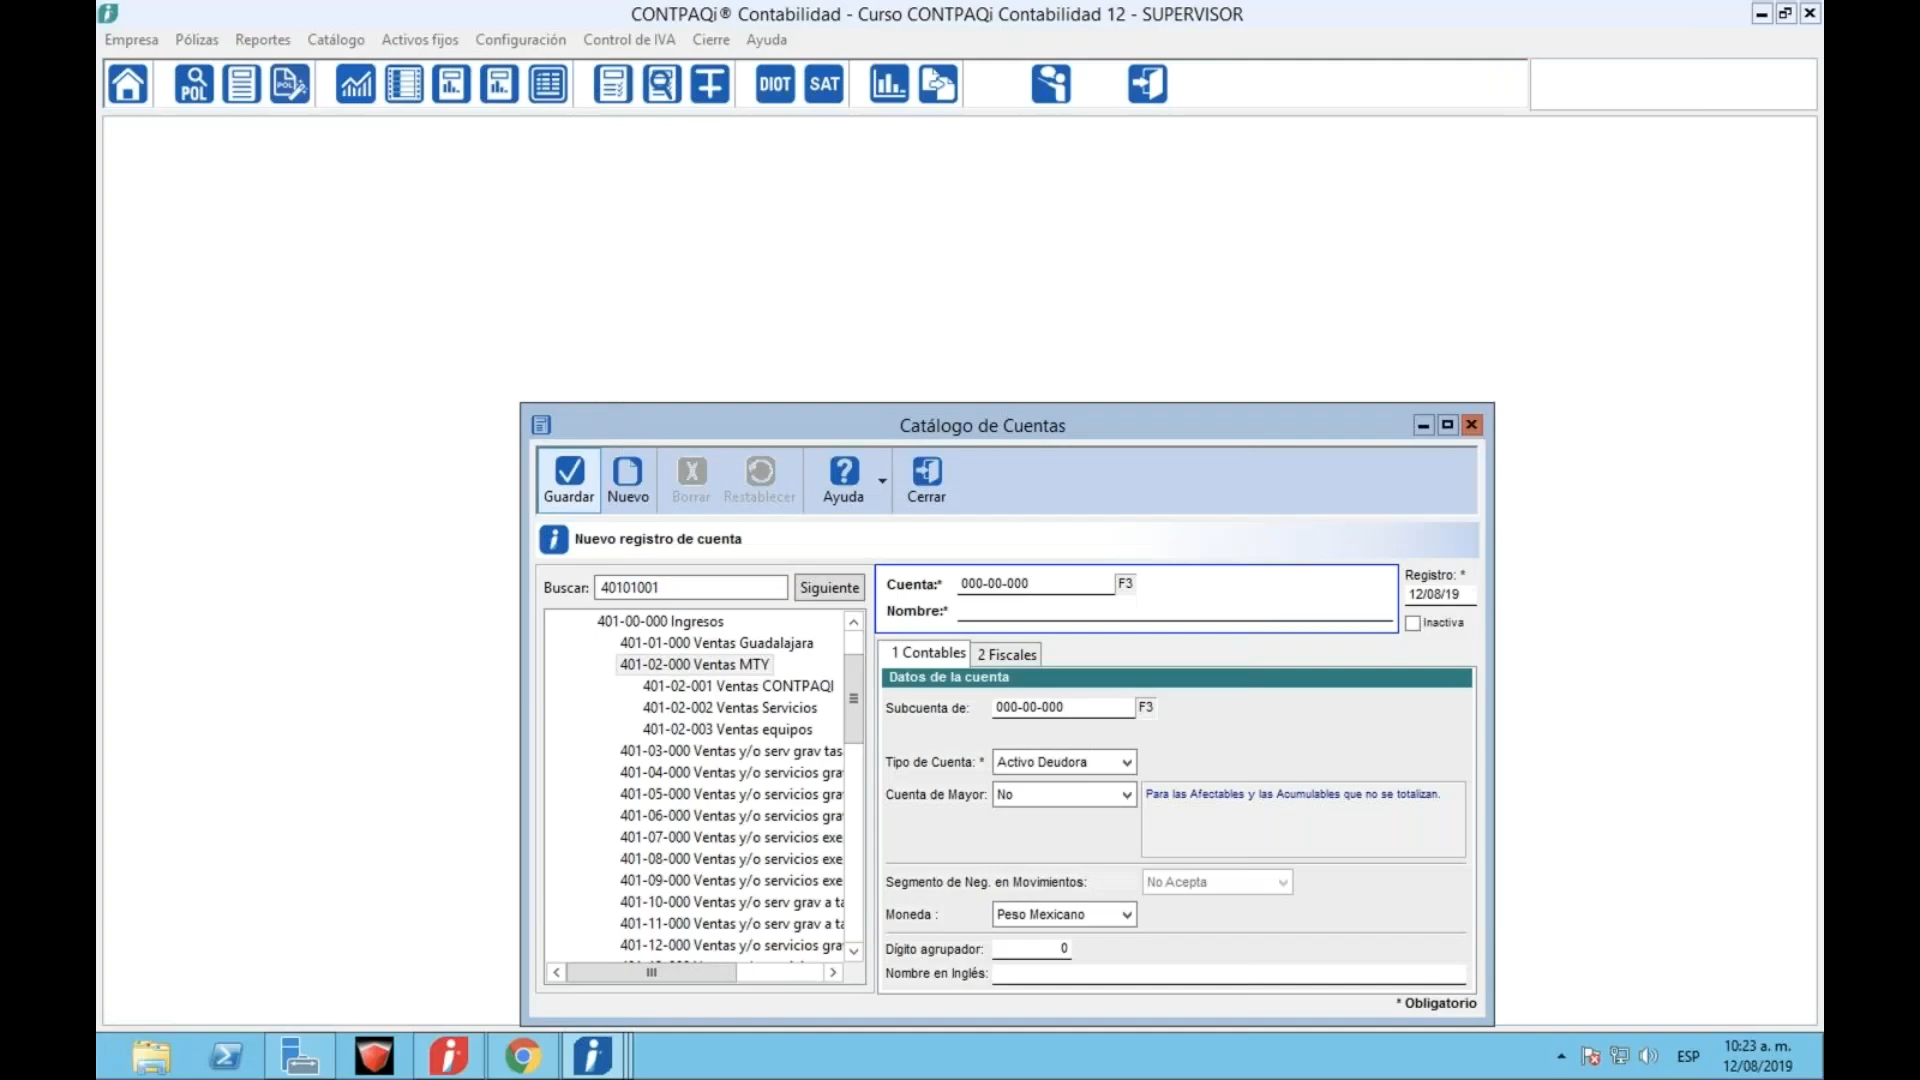 CONTPAQi® Contabilidad - Curso CONTPAQi Contabilidad 12 - SUPERVISOR
Empresa Pólizas Reportes Catálogo Activos fijos Configuración Control de IVA Cierre Ayuda
POL POL DIOT SAT
Catálogo de Cuentas
Guardar Nuevo Borrar Restablecer Ayuda Cerrar
Nuevo registro de cuenta
Buscar: 40101001 Siguiente
401-00-000 Ingresos
401-01-000 Ventas Guadalajara
401-02-000 Ventas MTY
401-02-001 Ventas CONTPAQI
401-02-002 Ventas Servicios
401-02-003 Ventas equipos
401-03-000 Ventas y/o serv grav tas
401-04-000 Ventas y/o servicios gra
401-05-000 Ventas y/o servicios gra
401-06-000 Ventas y/o servicios gra
401-07-000 Ventas y/o servicios exe
401-08-000 Ventas y/o servicios exe
401-09-000 Ventas y/o servicios exe
401-10-000 Ventas y/o serv grav a ta
401-11-000 Ventas y/o serv grav a ta
401-12-000 Ventas y/o servicios gra
Cuenta:* 000-00-000 F3
Nombre:*
Registro: *
12/08/19
Inactiva
1 Contables 2 Fiscales
Datos de la cuenta
Subcuenta de: 000-00-000 F3
Tipo de Cuenta: * Activo Deudora
Cuenta de Mayor: No
Para las Afectables y las Acumulables que no se totalizan.
Segmento de Neg. en Movimientos: No Acepta
Moneda : Peso Mexicano
Dígito agrupador: 0
Nombre en Inglés:
* Obligatorio
ESP
10:23 a. m.
12/08/2019